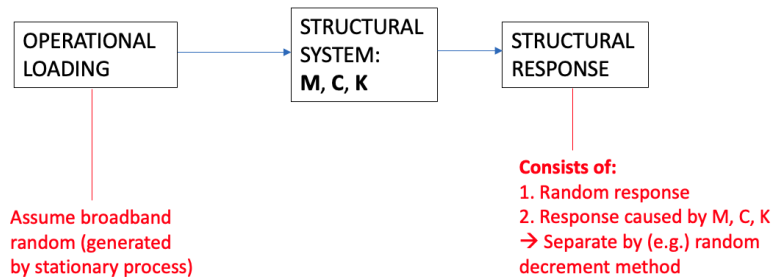 OPERATIONAL
LOADING
STRUCTURAL
SYSTEM:
M, C, K
STRUCTURAL
RESPONSE
Assume broadband
random (generated
by stationary process)
Consists of:
1. Random response
2. Response caused by M, C, K
→ Separate by (e.g.) random
decrement method